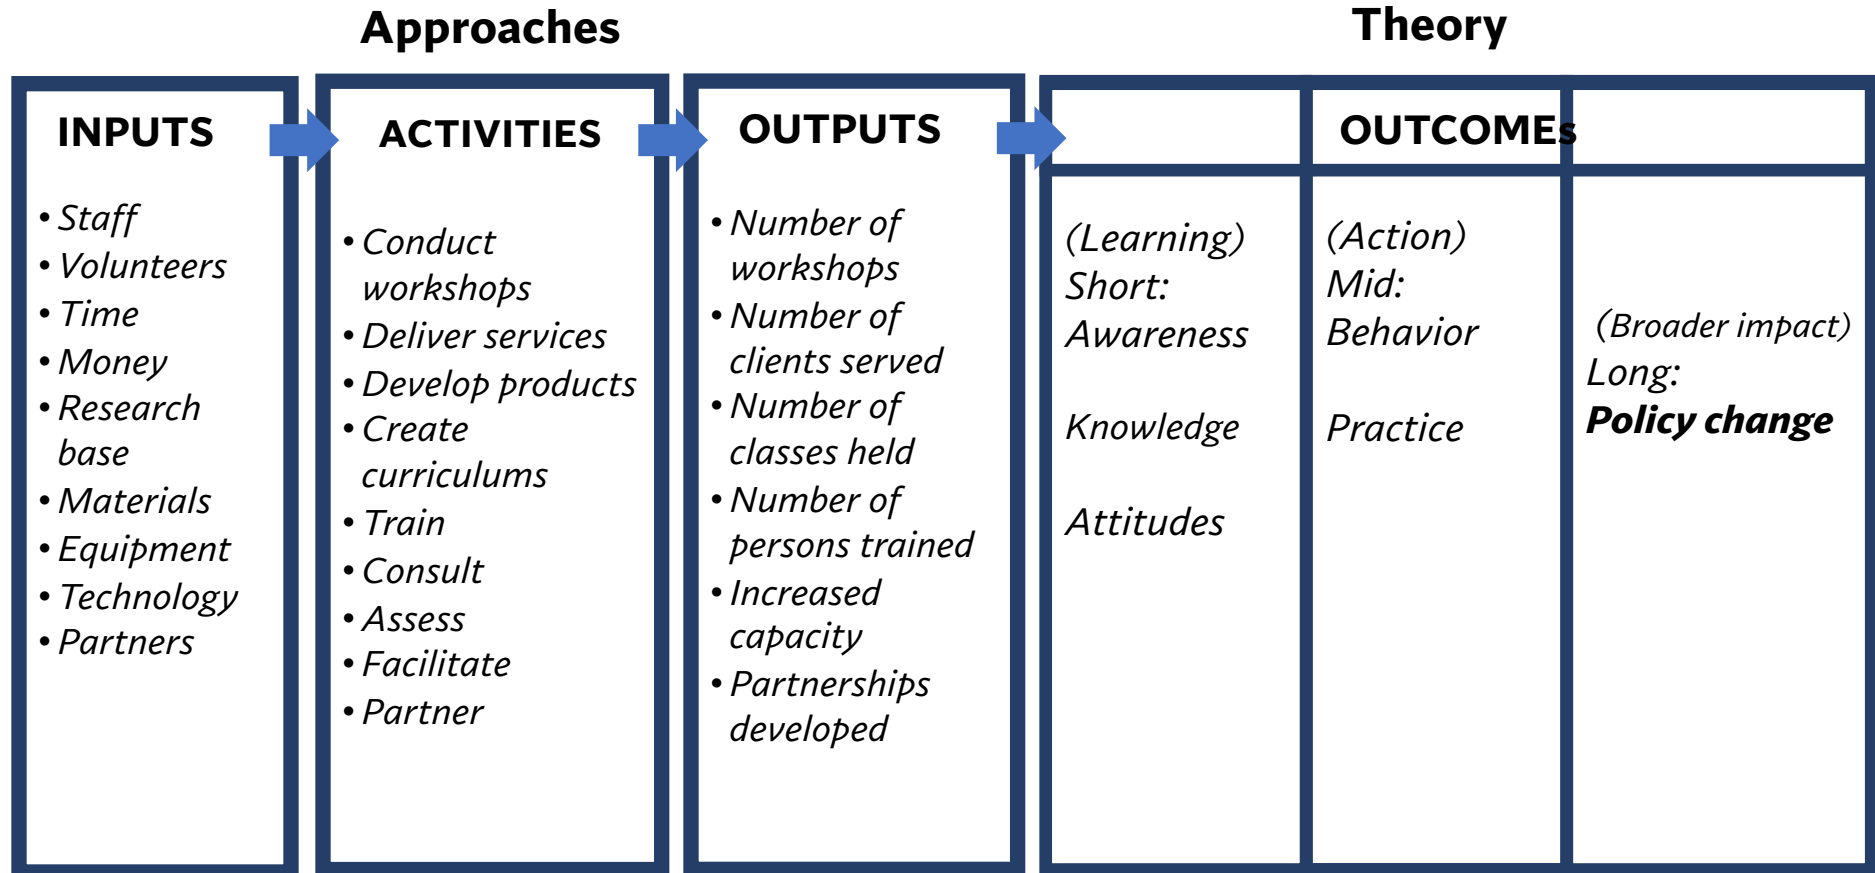 Approaches
Theory
INPUTS
• Staff
• Volunteers
• Time
• Money
• Research
base
• Materials
• Equipment
• Technology
• Partners
ACTIVITIES
• Conduct
workshops
• Deliver services
• Develop products
• Create
curriculums
• Train
• Consult
• Assess
• Facilitate
• Partner
OUTPUTS
• Number of
workshops
• Number of
clients served
• Number of
classes held
• Number of
persons trained
• Increased
capacity
• Partnerships
developed
OUTCOMEs
(Learning)
Short:
Awareness
Knowledge
Attitudes
(Action)
Mid:
Behavior
Practice
(Broader impact)
Long:
Policy change